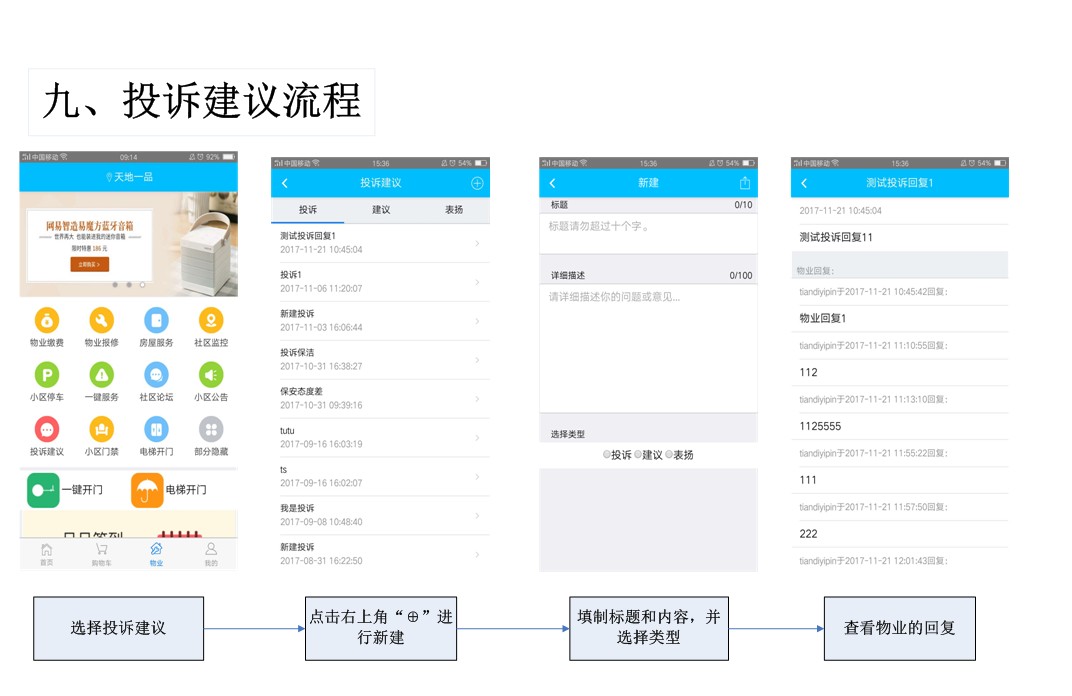 九、投诉建议流程
中国移动 09:14 92%
天地一品
网易智造易魔方蓝牙音箱
世界再大 也能装进我的迷你音箱
限时特惠 186 元
立即购买 >
物业缴费 物业报修 房屋服务 社区监控
小区停车 一键服务 社区论坛 小区公告
投诉建议 小区门禁 电梯开门 部分隐藏
一键开门 电梯开门
首页 购物车 物业 我的
中国移动 15:36 54%
投诉建议
投诉 建议 表扬
测试投诉回复1
2017-11-21 10:45:04
投诉1
2017-11-06 11:20:07
新建投诉
2017-11-03 16:06:44
投诉保洁
2017-10-31 16:38:27
保安态度差
2017-10-31 09:39:16
tutu
2017-09-16 16:03:19
ts
2017-09-16 16:02:07
我是投诉
2017-09-08 10:48:40
新建投诉
2017-08-31 16:22:50
中国移动 15:36 54%
新建
标题 0/10
标题请勿超过十个字。
详细描述 0/100
请详细描述你的问题或意见...
选择类型
投诉 建议 表扬
中国移动 15:36 54%
测试投诉回复1
2017-11-21 10:45:04
测试投诉回复11
物业回复:
tiandiyipin于2017-11-21 10:45:42回复:
物业回复1
tiandiyipin于2017-11-21 11:10:55回复:
112
tiandiyipin于2017-11-21 11:13:10回复:
1125555
tiandiyipin于2017-11-21 11:55:22回复:
111
tiandiyipin于2017-11-21 11:57:50回复:
222
tiandiyipin于2017-11-21 12:01:43回复:
选择投诉建议
点击右上角“⊕”进
行新建
填制标题和内容，并
选择类型
查看物业的回复